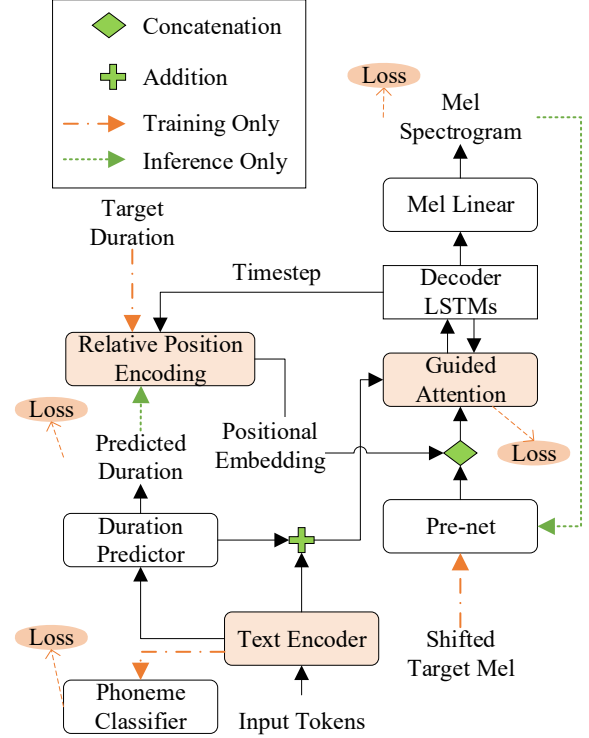 Concatenation
Addition
Training Only
Inference Only
Loss
Mel
Spectrogram
Mel Linear
Target
Duration
Timestep
Decoder
LSTMs
Relative Position
Encoding
Guided
Attention
Loss
Predicted
Duration
Positional
Embedding
Loss
Duration
Predictor
Pre-net
Loss
Text Encoder
Shifted
Target Mel
Phoneme
Classifier
Input Tokens